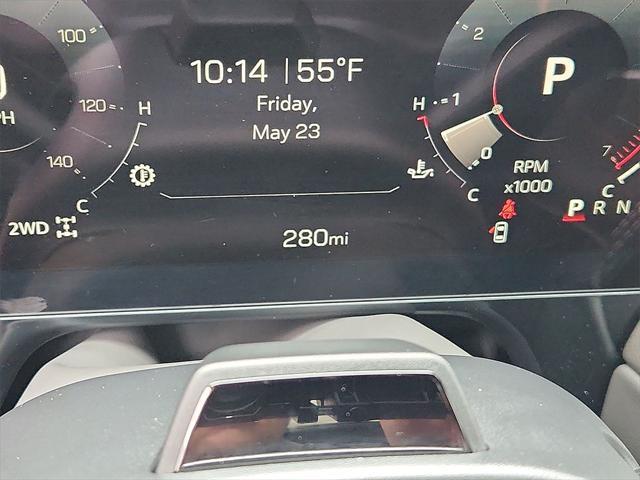 100
120
140
H
C
2WD
10:14 | 55°F
Friday,
May 23
280mi
H
C
2
1
0
P
RPM
x1000
7
C
P R N